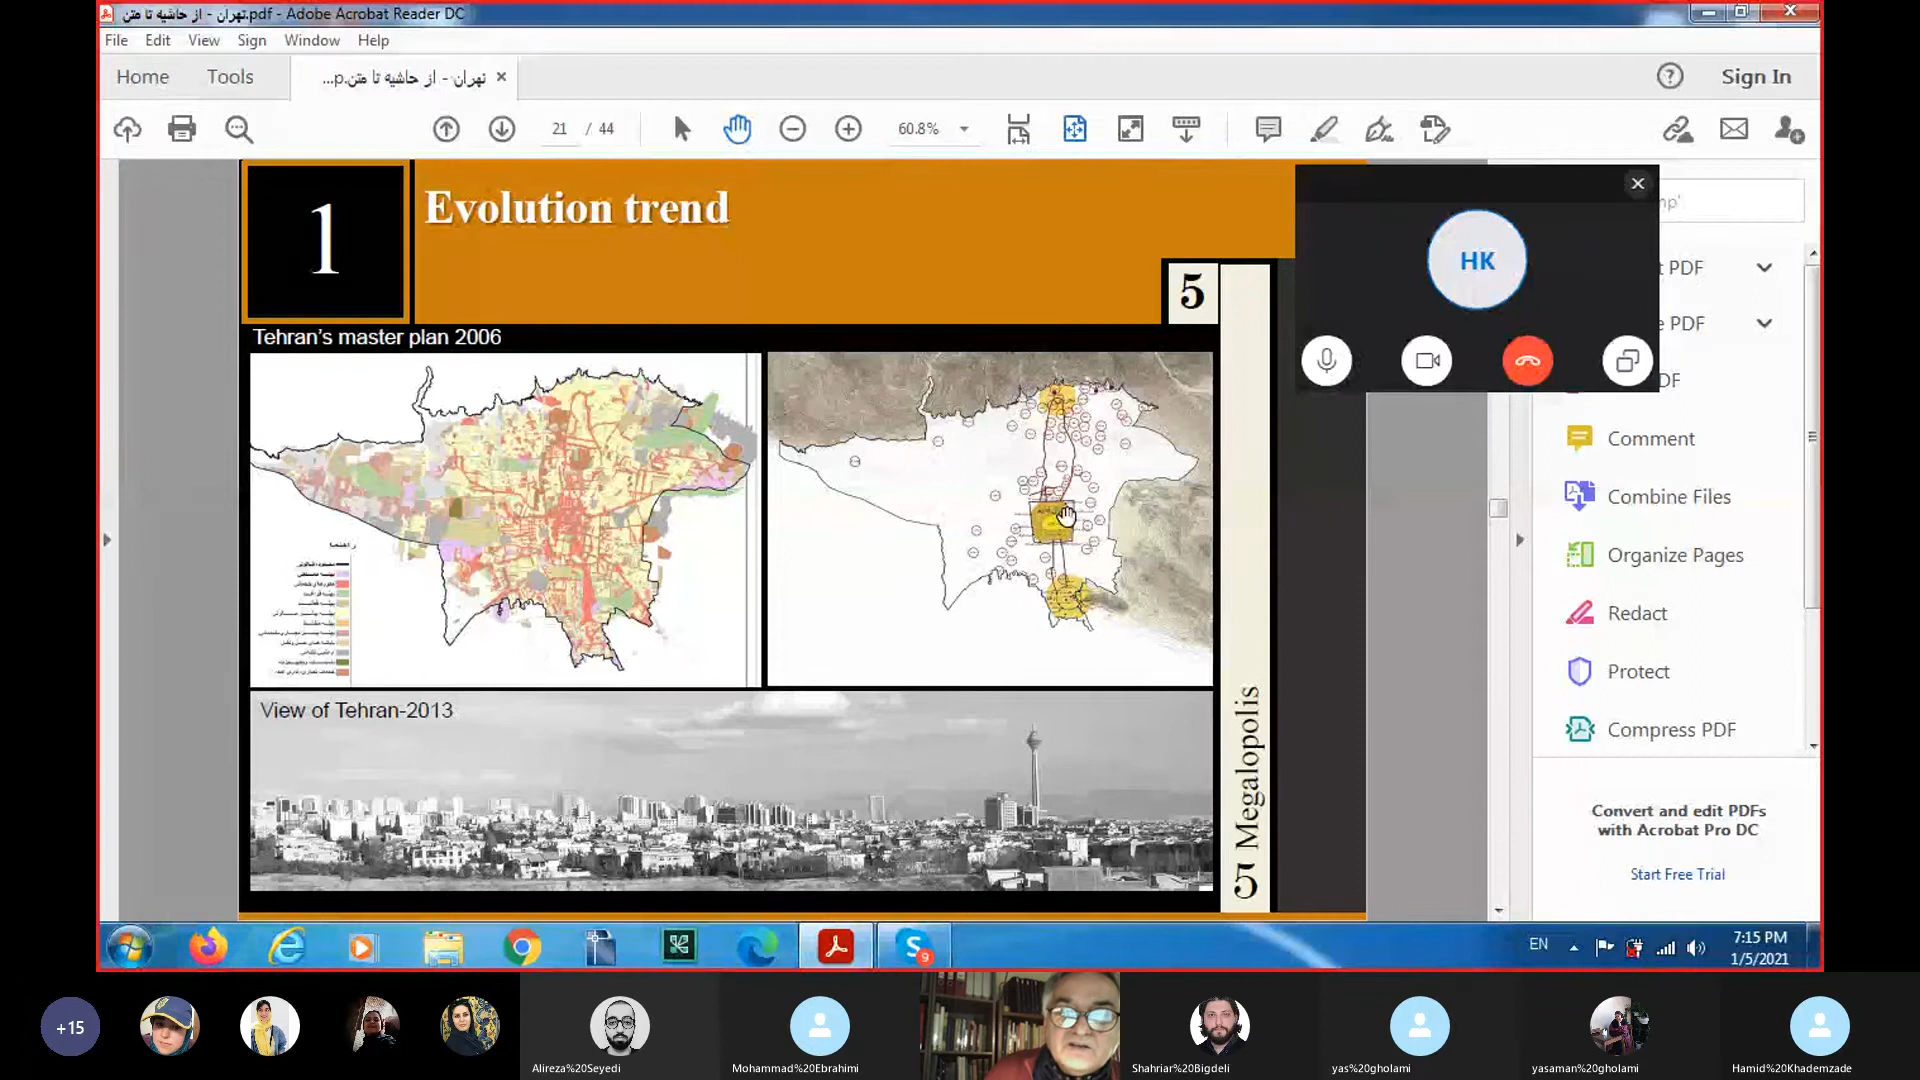 تهران - از حاشیه تا متن.pdf - Adobe Acrobat Reader DC
File Edit View Sign Window Help
Home Tools تهران - از حاشیه تا متن.p...
Sign In
21 / 44 60.8%
1
Evolution trend
5
HK
np'
t PDF
e PDF
DF
Tehran's master plan 2006
Comment
Combine Files
Organize Pages
Redact
Protect
Compress PDF
View of Tehran-2013
5 Megalopolis
Convert and edit PDFs
with Acrobat Pro DC
Start Free Trial
EN
7:15 PM
1/5/2021
9
+15
Alireza%20Seyedi
Mohammad%20Ebrahimi
Shahriar%20Bigdeli
yas%20gholami
yasaman%20gholami
Hamid%20Khademzade